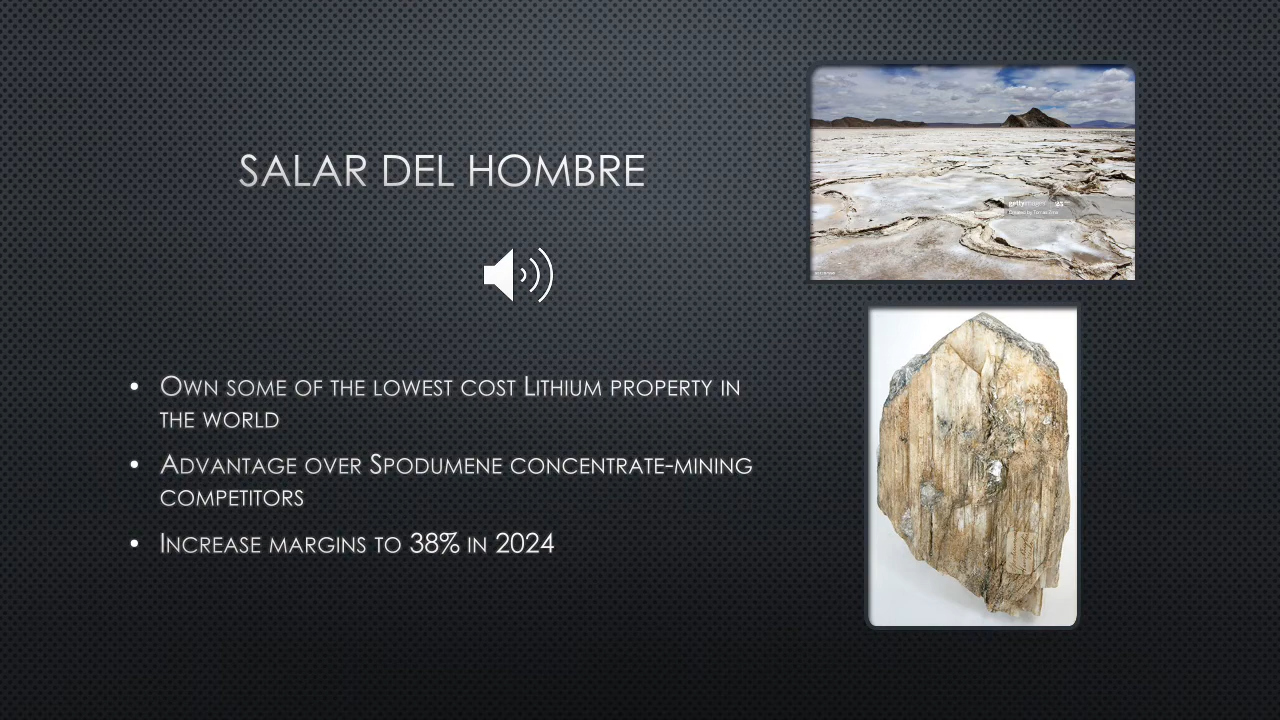 SALAR DEL HOMBRE
gettyimages
• Own some of the lowest cost Lithium property in
the world
• Advantage over Spodumene concentrate-mining
competitors
• Increase margins to 38% in 2024